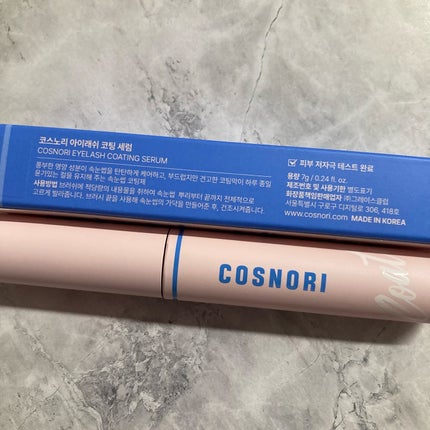 코스노리 아이래쉬 코팅 세럼
COSNORI EYELASH COATING SERUM
풍부한 영양 성분이 속눈썹을 탄탄하게 케어하고, 부드럽지만 견고한 코팅막이 하루 종일
윤기있는 컬을 유지해 주는 속눈썹 코팅제
사용방법 브러쉬에 적당량의 내용물을 취하여 속눈썹 뿌리부터 끝까지 전체적으로
고르게 발라줍니다. 브러시 끝을 사용해 속눈썹의 가닥을 만들어준 후, 건조시켜줍니다.
피부 저자극 테스트 완료
용량 7g / 0.24 fl. oz.
제조번호 및 사용기한 별도표기
화장품책임판매업자 ㈜그레이스클럽
서울특별시 구로구 디지털로 306, 418호
www.cosnori.com MADE IN KOREA
COSNORI
Coat